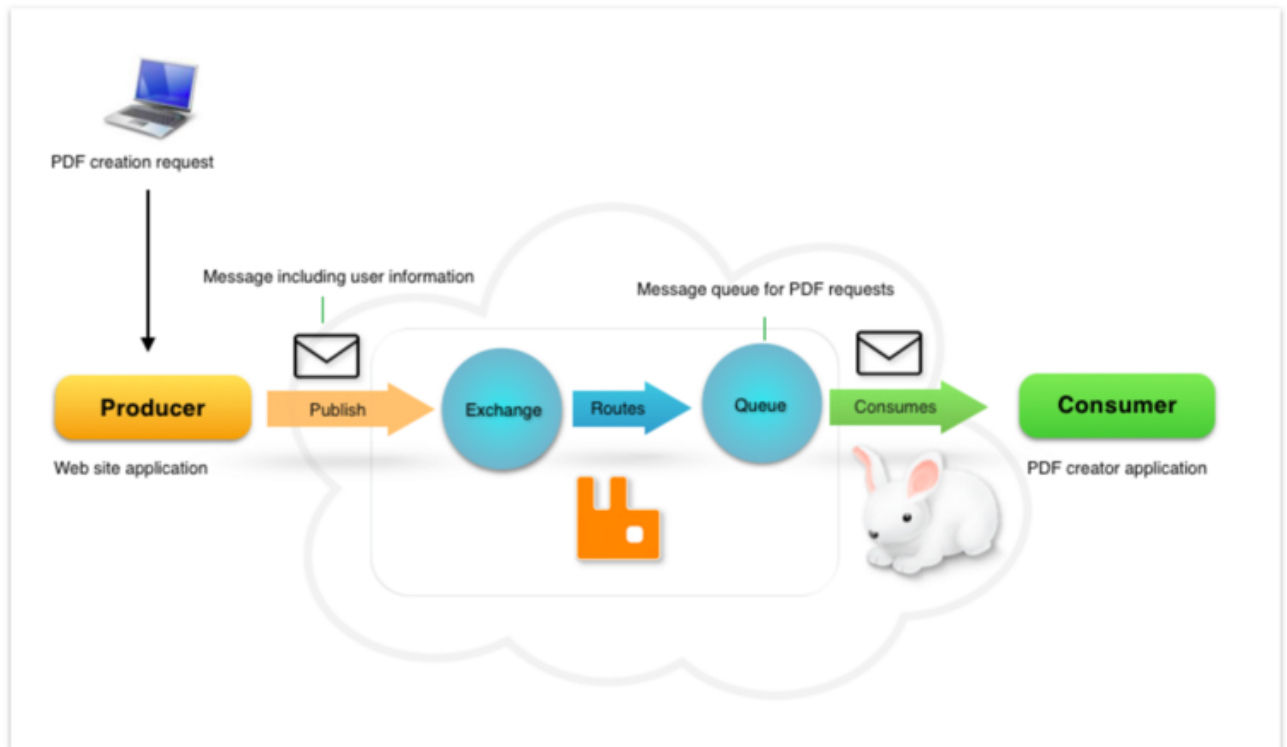 PDF creation request
Message including user information
Message queue for PDF requests
Producer
Publish
Exchange
Routes
Queue
Consumes
Consumer
Web site application
PDF creator application